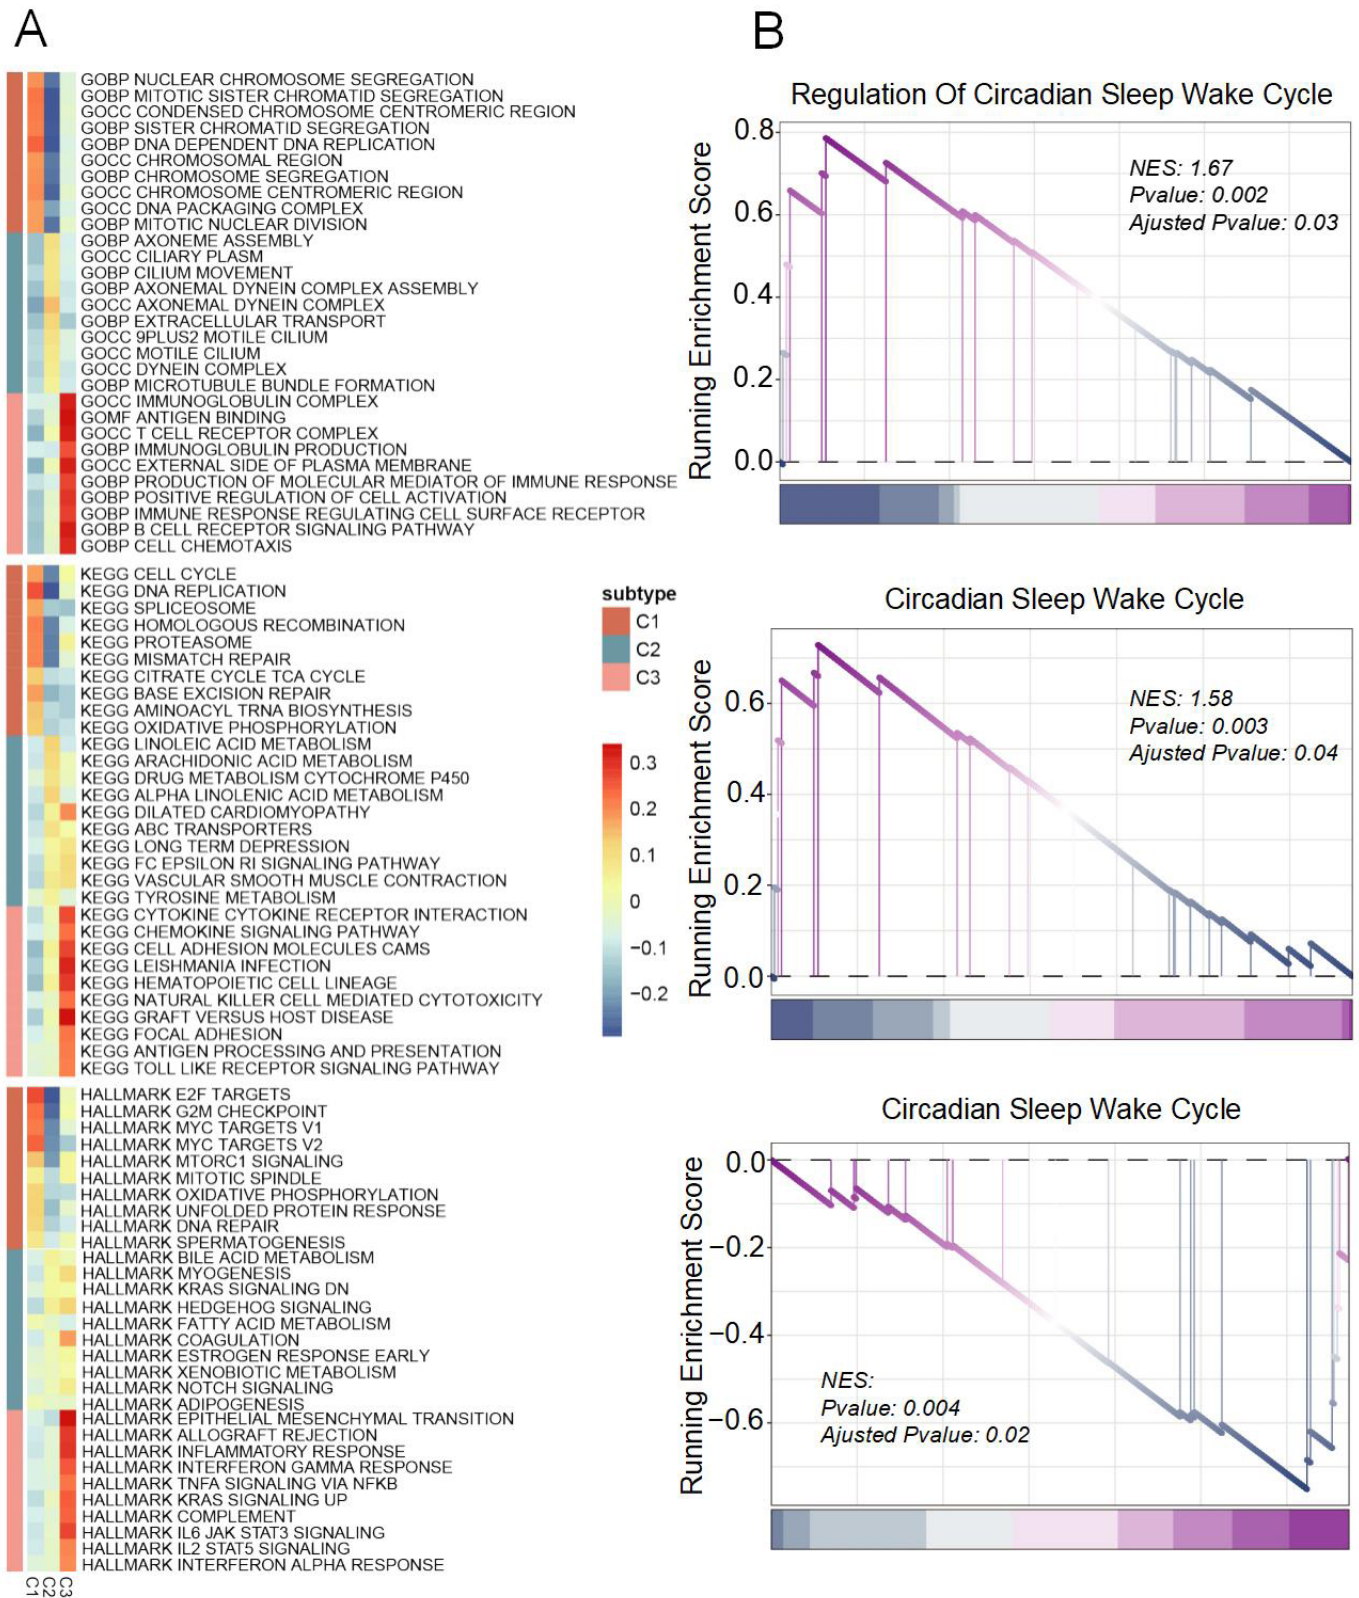 A
GOBP NUCLEAR CHROMOSOME SEGREGATION
GOBP MITOTIC SISTER CHROMATID SEGREGATION
GOCC CONDENSED CHROMOSOME CENTROMERIC REGION
GOBP SISTER CHROMATID SEGREGATION
GOBP DNA DEPENDENT DNA REPLICATION
GOCC CHROMOSOMAL REGION
GOBP CHROMOSOME SEGREGATION
GOCC CHROMOSOME CENTROMERIC REGION
GOCC DNA PACKAGING COMPLEX
GOBP MITOTIC NUCLEAR DIVISION
GOBP AXONEME ASSEMBLY
GOCC CILIARY PLASM
GOBP CILIUM MOVEMENT
GOBP AXONEMAL DYNEIN COMPLEX ASSEMBLY
GOCC AXONEMAL DYNEIN COMPLEX
GOBP EXTRACELLULAR TRANSPORT
GOCC 9PLUS2 MOTILE CILIUM
GOCC MOTILE CILIUM
GOCC DYNEIN COMPLEX
GOBP MICROTUBULE BUNDLE FORMATION
GOCC IMMUNOGLOBULIN COMPLEX
GOMF ANTIGEN BINDING
GOCC T CELL RECEPTOR COMPLEX
GOBP IMMUNOGLOBULIN PRODUCTION
GOCC EXTERNAL SIDE OF PLASMA MEMBRANE
GOBP PRODUCTION OF MOLECULAR MEDIATOR OF IMMUNE RESPONSE
GOBP POSITIVE REGULATION OF CELL ACTIVATION
GOBP IMMUNE RESPONSE REGULATING CELL SURFACE RECEPTOR
GOBP B CELL RECEPTOR SIGNALING PATHWAY
GOBP CELL CHEMOTAXIS
KEGG CELL CYCLE
KEGG DNA REPLICATION
KEGG SPLICEOSOME
KEGG HOMOLOGOUS RECOMBINATION
KEGG PROTEASOME
KEGG MISMATCH REPAIR
KEGG CITRATE CYCLE TCA CYCLE
KEGG BASE EXCISION REPAIR
KEGG AMINOACYL TRNA BIOSYNTHESIS
KEGG OXIDATIVE PHOSPHORYLATION
KEGG LINOLEIC ACID METABOLISM
KEGG ARACHIDONIC ACID METABOLISM
KEGG DRUG METABOLISM CYTOCHROME P450
KEGG ALPHA LINOLENIC ACID METABOLISM
KEGG DILATED CARDIOMYOPATHY
KEGG ABC TRANSPORTERS
KEGG LONG TERM DEPRESSION
KEGG FC EPSILON RI SIGNALING PATHWAY
KEGG VASCULAR SMOOTH MUSCLE CONTRACTION
KEGG TYROSINE METABOLISM
KEGG CYTOKINE CYTOKINE RECEPTOR INTERACTION
KEGG CHEMOKINE SIGNALING PATHWAY
KEGG CELL ADHESION MOLECULES CAMS
KEGG LEISHMANIA INFECTION
KEGG HEMATOPOIETIC CELL LINEAGE
KEGG NATURAL KILLER CELL MEDIATED CYTOTOXICITY
KEGG GRAFT VERSUS HOST DISEASE
KEGG FOCAL ADHESION
KEGG ANTIGEN PROCESSING AND PRESENTATION
KEGG TOLL LIKE RECEPTOR SIGNALING PATHWAY
HALLMARK E2F TARGETS
HALLMARK G2M CHECKPOINT
HALLMARK MYC TARGETS V1
HALLMARK MYC TARGETS V2
HALLMARK MTORC1 SIGNALING
HALLMARK MITOTIC SPINDLE
HALLMARK OXIDATIVE PHOSPHORYLATION
HALLMARK UNFOLDED PROTEIN RESPONSE
HALLMARK DNA REPAIR
HALLMARK SPERMATOGENESIS
HALLMARK BILE ACID METABOLISM
HALLMARK MYOGENESIS
HALLMARK KRAS SIGNALING DN
HALLMARK HEDGEHOG SIGNALING
HALLMARK FATTY ACID METABOLISM
HALLMARK COAGULATION
HALLMARK ESTROGEN RESPONSE EARLY
HALLMARK XENOBIOTIC METABOLISM
HALLMARK NOTCH SIGNALING
HALLMARK ADIPOGENESIS
HALLMARK EPITHELIAL MESENCHYMAL TRANSITION
HALLMARK ALLOGRAFT REJECTION
HALLMARK INFLAMMATORY RESPONSE
HALLMARK INTERFERON GAMMA RESPONSE
HALLMARK TNFA SIGNALING VIA NFKB
HALLMARK KRAS SIGNALING UP
HALLMARK COMPLEMENT
HALLMARK IL6 JAK STAT3 SIGNALING
HALLMARK IL2 STAT5 SIGNALING
HALLMARK INTERFERON ALPHA RESPONSE
C1
C2
C3
subtype
C1
C2
C3
0.3
0.2
0.1
0
−0.1
−0.2
B
Regulation Of Circadian Sleep Wake Cycle
Running Enrichment Score
0.8
0.6
0.4
0.2
0.0
NES: 1.67
Pvalue: 0.002
Ajusted Pvalue: 0.03
Circadian Sleep Wake Cycle
Running Enrichment Score
0.6
0.4
0.2
0.0
NES: 1.58
Pvalue: 0.003
Ajusted Pvalue: 0.04
Circadian Sleep Wake Cycle
Running Enrichment Score
0.0
−0.2
−0.4
−0.6
NES:
Pvalue: 0.004
Ajusted Pvalue: 0.02